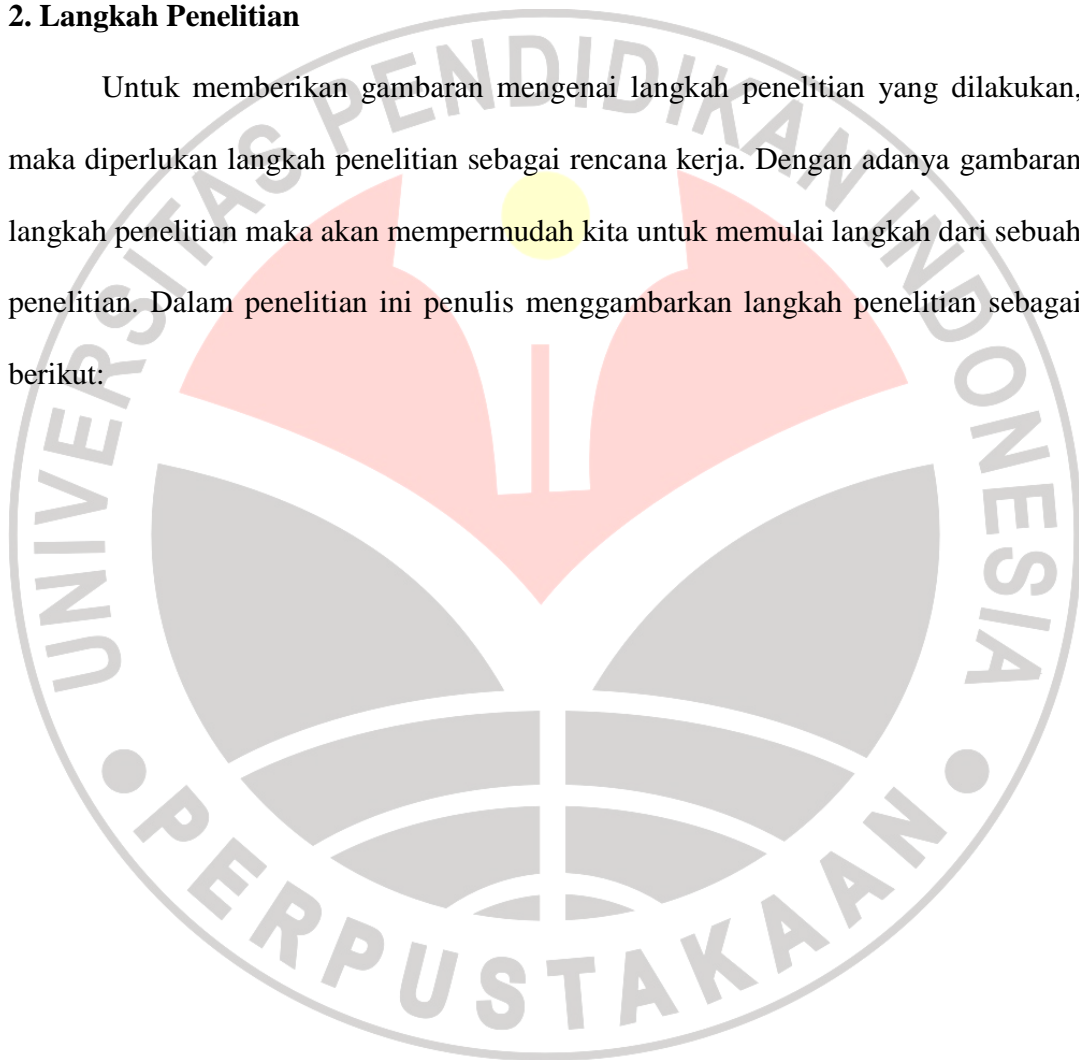 2. Langkah Penelitian
Untuk memberikan gambaran mengenai langkah penelitian yang dilakukan,
maka diperlukan langkah penelitian sebagai rencana kerja. Dengan adanya gambaran
langkah penelitian maka akan mempermudah kita untuk memulai langkah dari sebuah
penelitian. Dalam penelitian ini penulis menggambarkan langkah penelitian sebagai
berikut:
UNIVERSITAS PENDIDIKAN INDONESIA
PERPUSTAKAAN